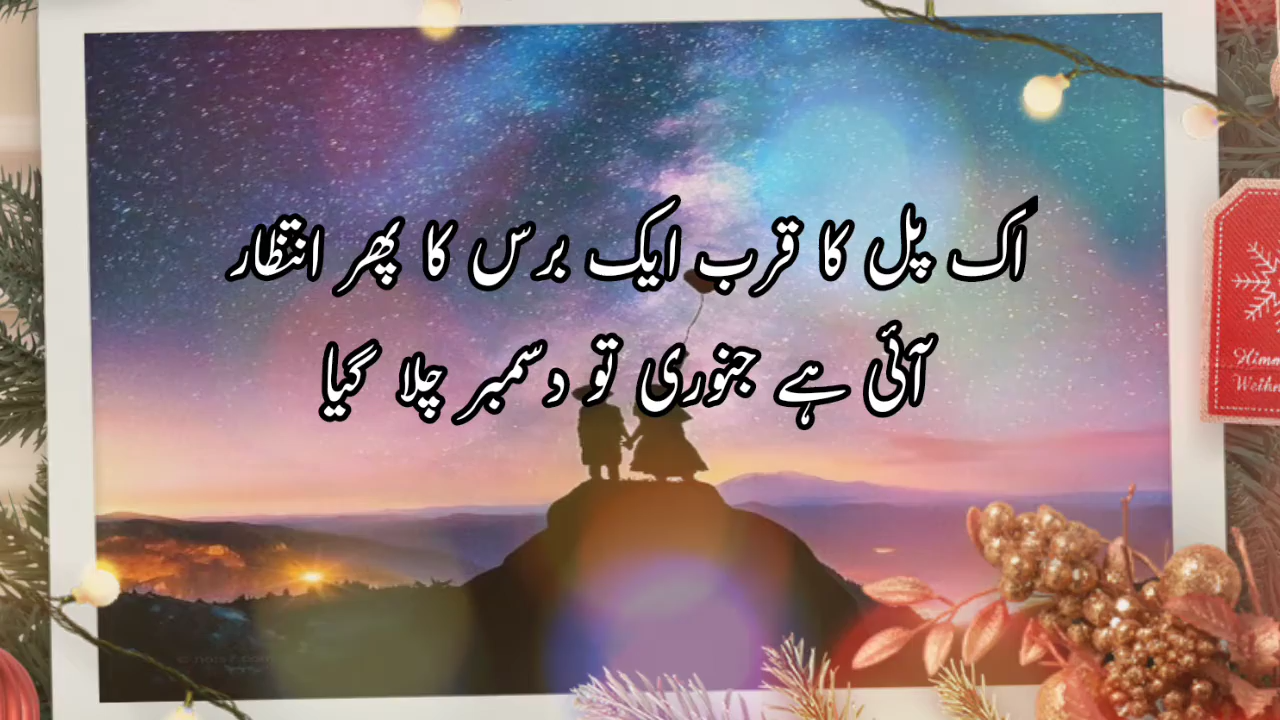 اک پل کا قرب ایک برس کا پھر انتظار
آئی ہے جنوری تو دسمبر چلا گیا